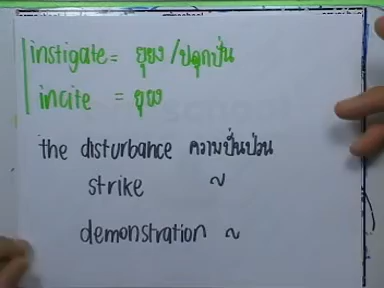 instigate = ยุยง / ปลุกปั่น
incite = ยุยง
the disturbance ความปั่นป่วน
strike ~
demonstration ~